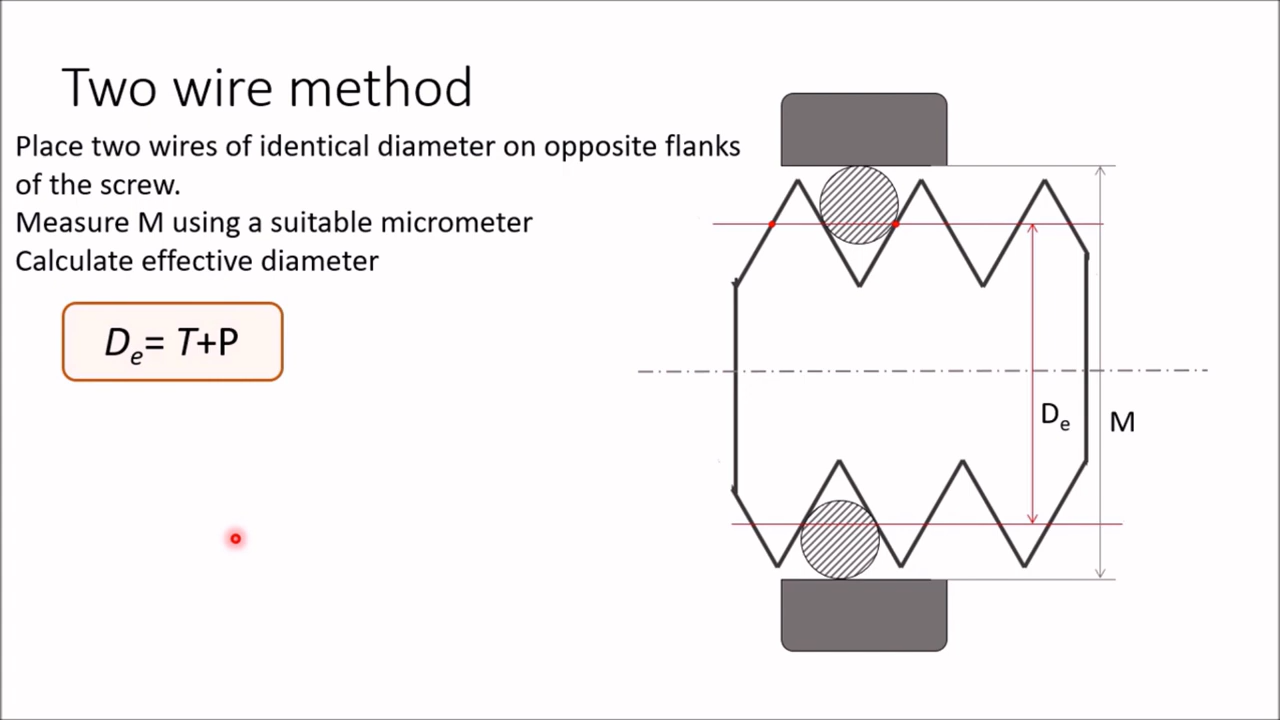 Two wire method
Place two wires of identical diameter on opposite flanks
of the screw.
Measure M using a suitable micrometer
Calculate effective diameter
Dₑ= T+P
Dₑ
M